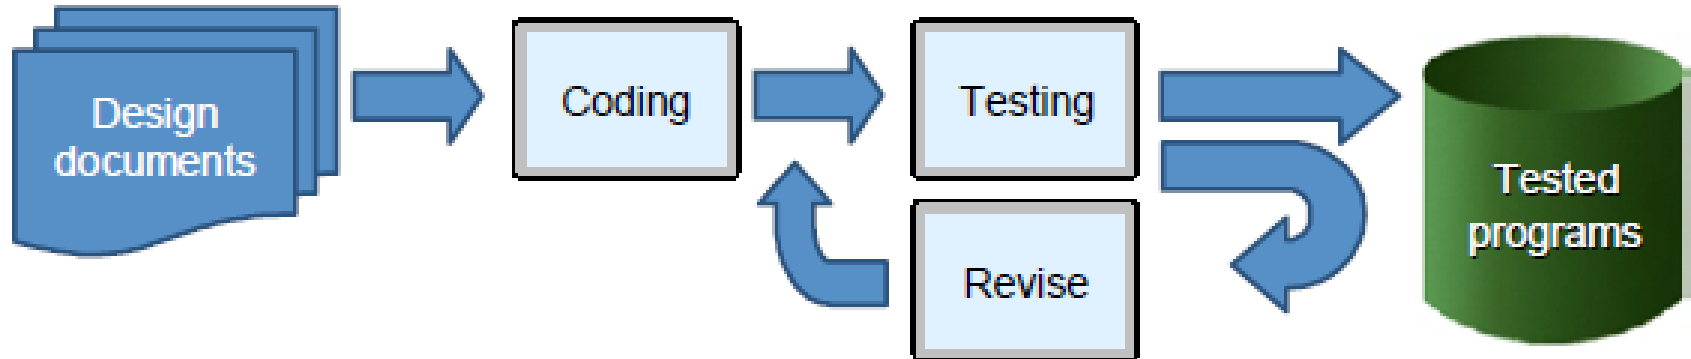 Design
documents
Coding
Testing
Revise
Tested
programs